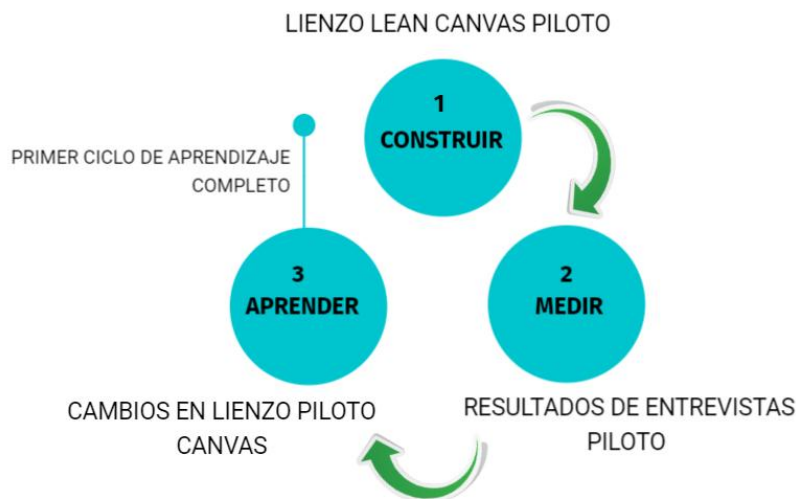 LIENZO LEAN CANVAS PILOTO
1
CONSTRUIR
PRIMER CICLO DE APRENDIZAJE
COMPLETO
2
MEDIR
3
APRENDER
RESULTADOS DE ENTREVISTAS
PILOTO
CAMBIOS EN LIENZO PILOTO
CANVAS